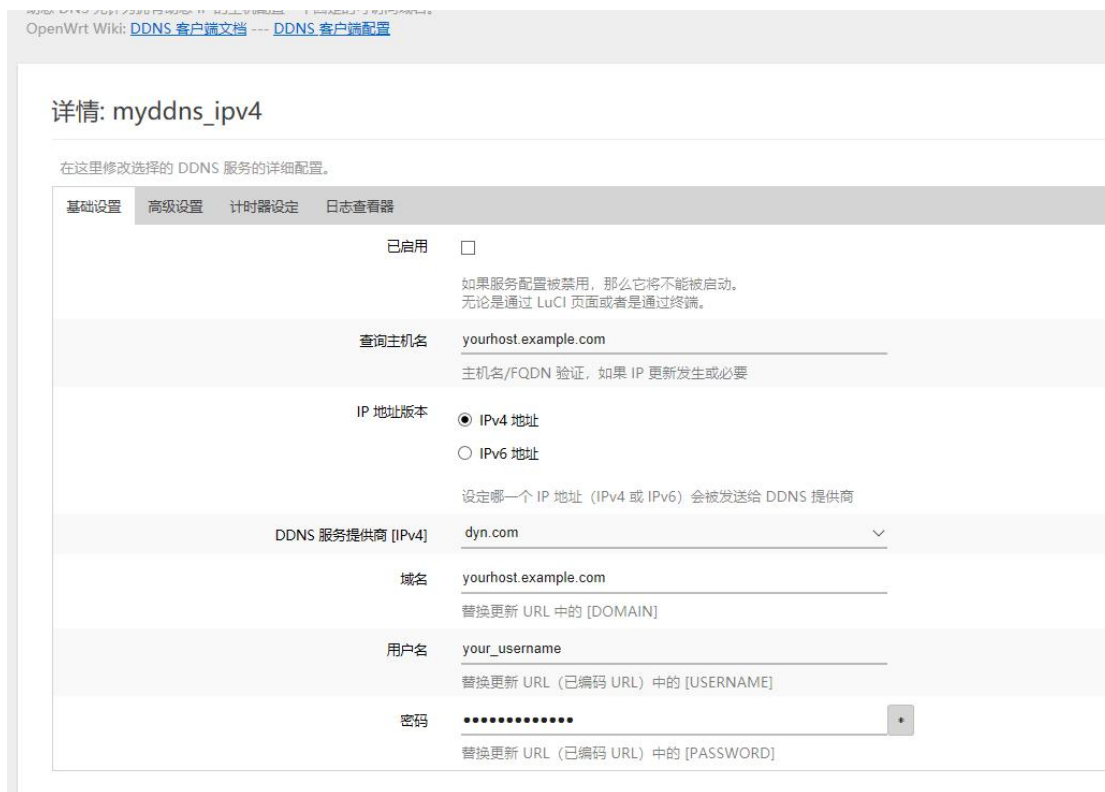 OpenWrt Wiki: DDNS 客户端文档 --- DDNS 客户端配置
详情: myddns_ipv4
在这里修改选择的 DDNS 服务的详细配置。
基础设置 高级设置 计时器设定 日志查看器
已启用
如果服务配置被禁用，那么它将不能被启动。
无论是通过 LuCI 页面或者是通过终端。
查询主机名 yourhost.example.com
主机名/FQDN 验证，如果 IP 更新发生或必要
IP 地址版本
IPv4 地址
IPv6 地址
设定哪一个 IP 地址（IPv4 或 IPv6）会被发送给 DDNS 提供商
DDNS 服务提供商 [IPv4] dyn.com
域名 yourhost.example.com
替换更新 URL 中的 [DOMAIN]
用户名 your_username
替换更新 URL（已编码 URL）中的 [USERNAME]
密码 •••••••••••••
替换更新 URL（已编码 URL）中的 [PASSWORD]